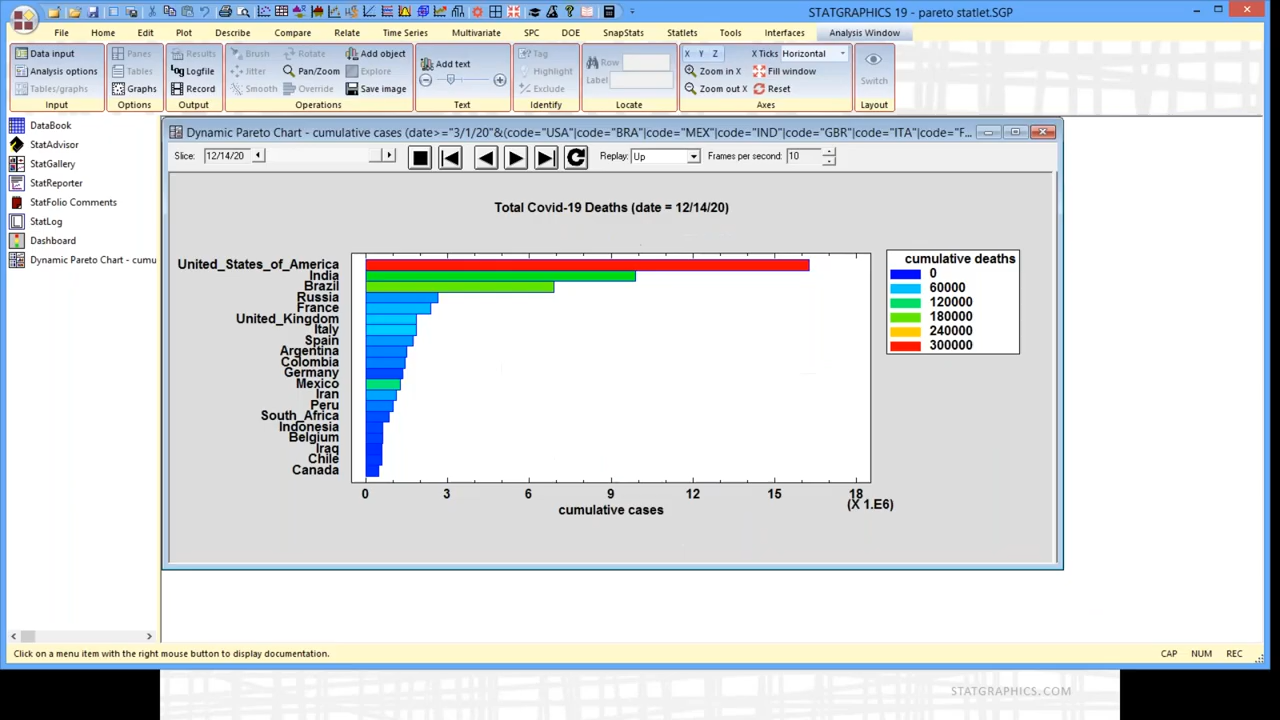 STATGRAPHICS 19 - pareto statlet.SGP
File Home Edit Plot Describe Compare Relate Time Series Multivariate SPC DOE SnapStats Statlets Tools Interfaces Analysis Window
Data input Panes Results Brush Rotate Add object Add text Tag Row X Y Z X Ticks Horizontal
Analysis options Tables Logfile Jitter Pan/Zoom Explore Highlight Label Zoom in X Fill window Switch
Tables/graphs Graphs Record Smooth Override Save image Exclude Zoom out X Reset
Input Options Output Operations Text Identify Locate Axes Layout
DataBook
StatAdvisor
StatGallery
StatReporter
StatFolio Comments
StatLog
Dashboard
Dynamic Pareto Chart - cumu
Dynamic Pareto Chart - cumulative cases (date>="3/1/20"&(code="USA"|code="BRA"|code="MEX"|code="IND"|code="GBR"|code="ITA"|code="F...
Slice: 12/14/20 Replay: Up Frames per second: 10
Total Covid-19 Deaths (date = 12/14/20)
United_States_of_America
India
Brazil
Russia
France
United_Kingdom
Italy
Spain
Argentina
Colombia
Germany
Mexico
Iran
Peru
South_Africa
Indonesia
Belgium
Iraq
Chile
Canada
0 3 6 9 12 15 18
(X 1.E6)
cumulative cases
cumulative deaths
0
60000
120000
180000
240000
300000
Click on a menu item with the right mouse button to display documentation.
CAP NUM REC
STATGRAPHICS.COM